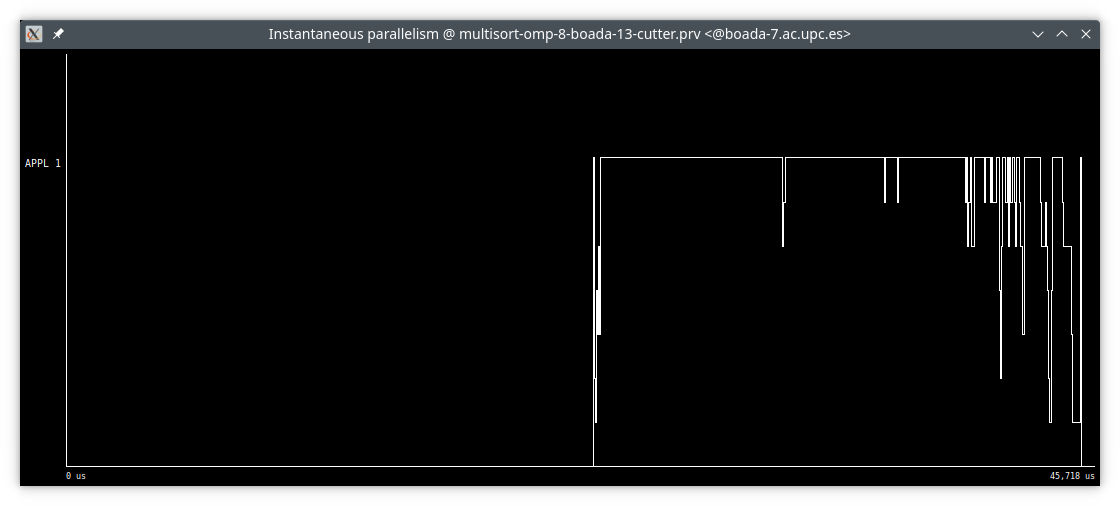 Instantaneous parallelism @ multisort-omp-8-boada-13-cutter.prv <@boada-7.ac.upc.es>
APPL 1
0 us
45,718 us